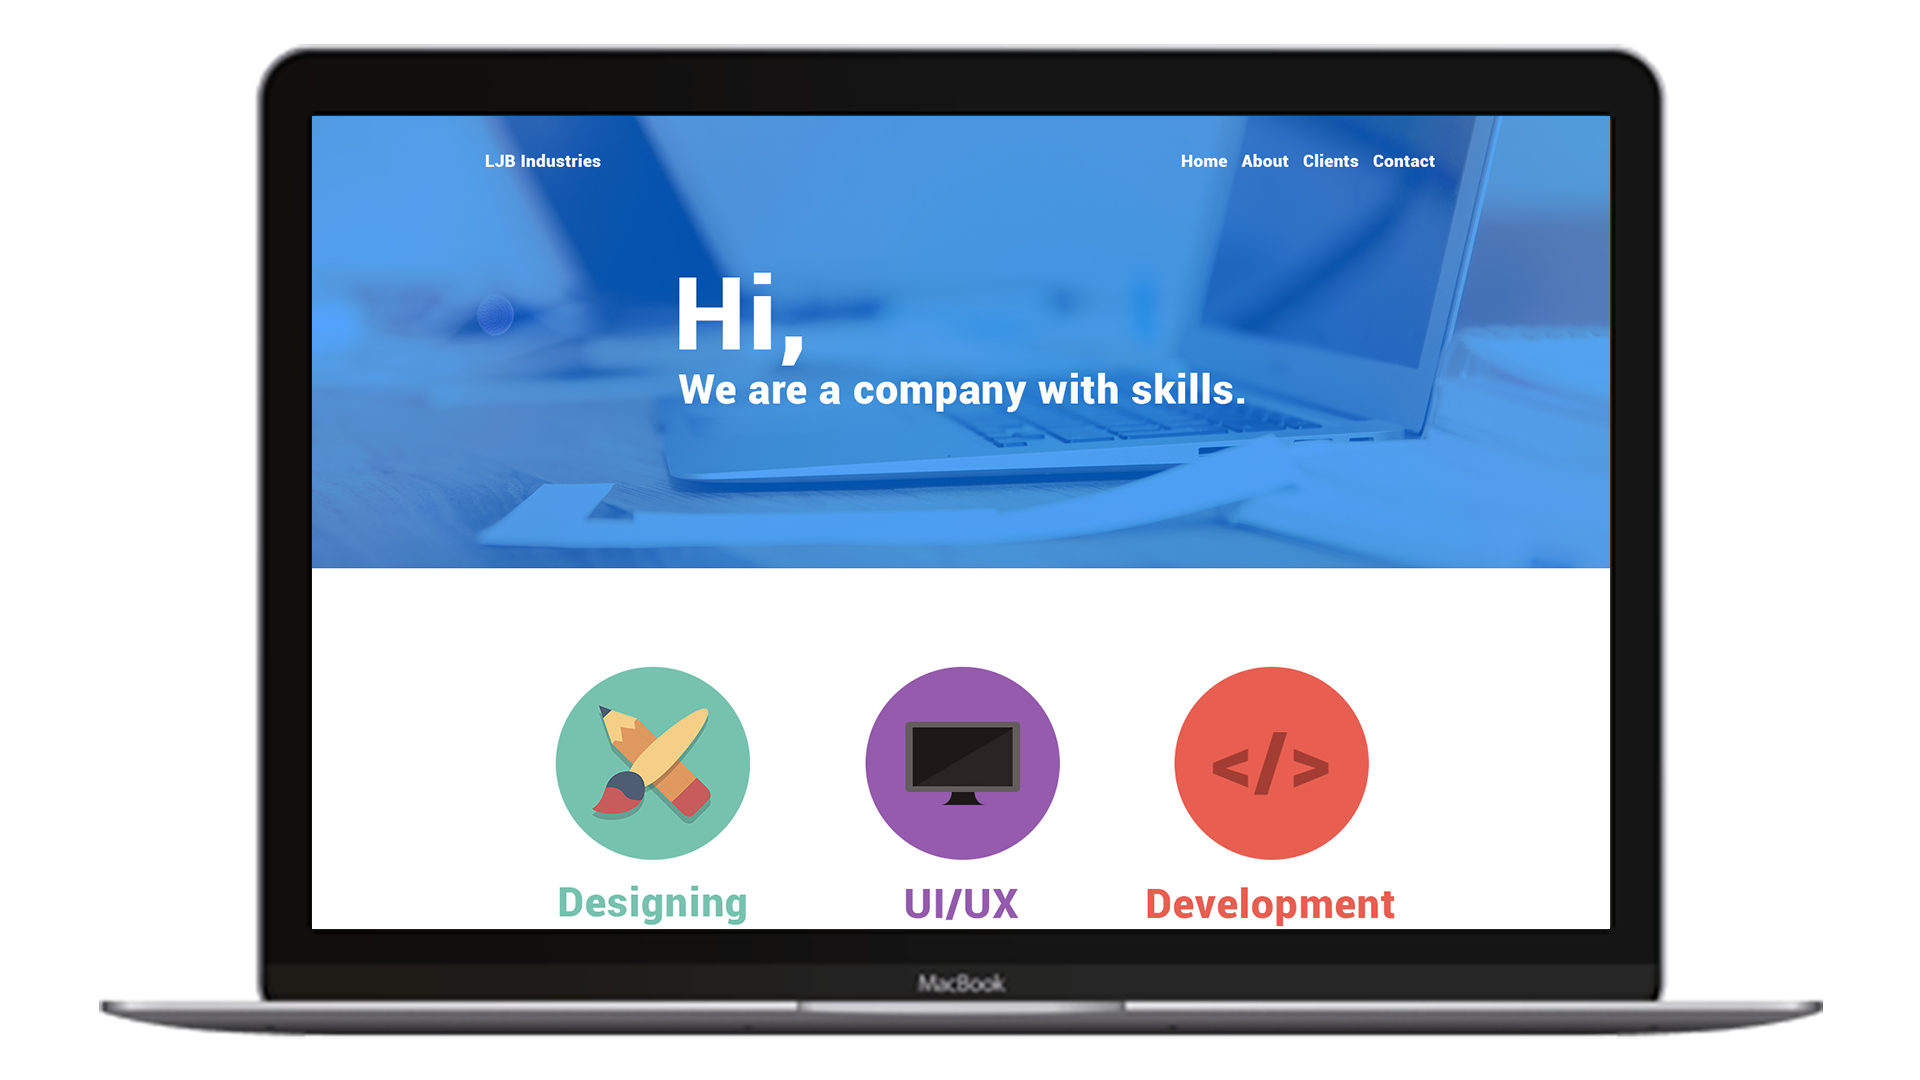 LJB Industries
Home About Clients Contact
Hi,
We are a company with skills.
</>
Designing
UI/UX
Development
MacBook